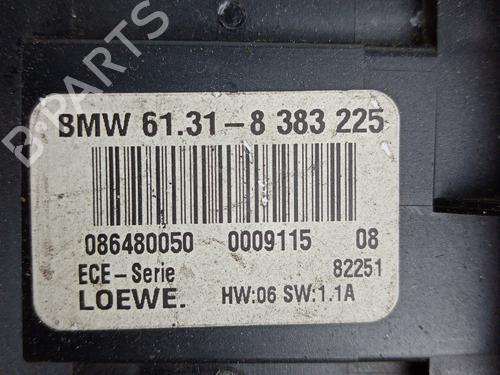 BMW 61.31-8 383 225
086480050 0009115 08
ECE-Serie 82251
LOEWE. HW:06 SW:1.1A
B-PARTS